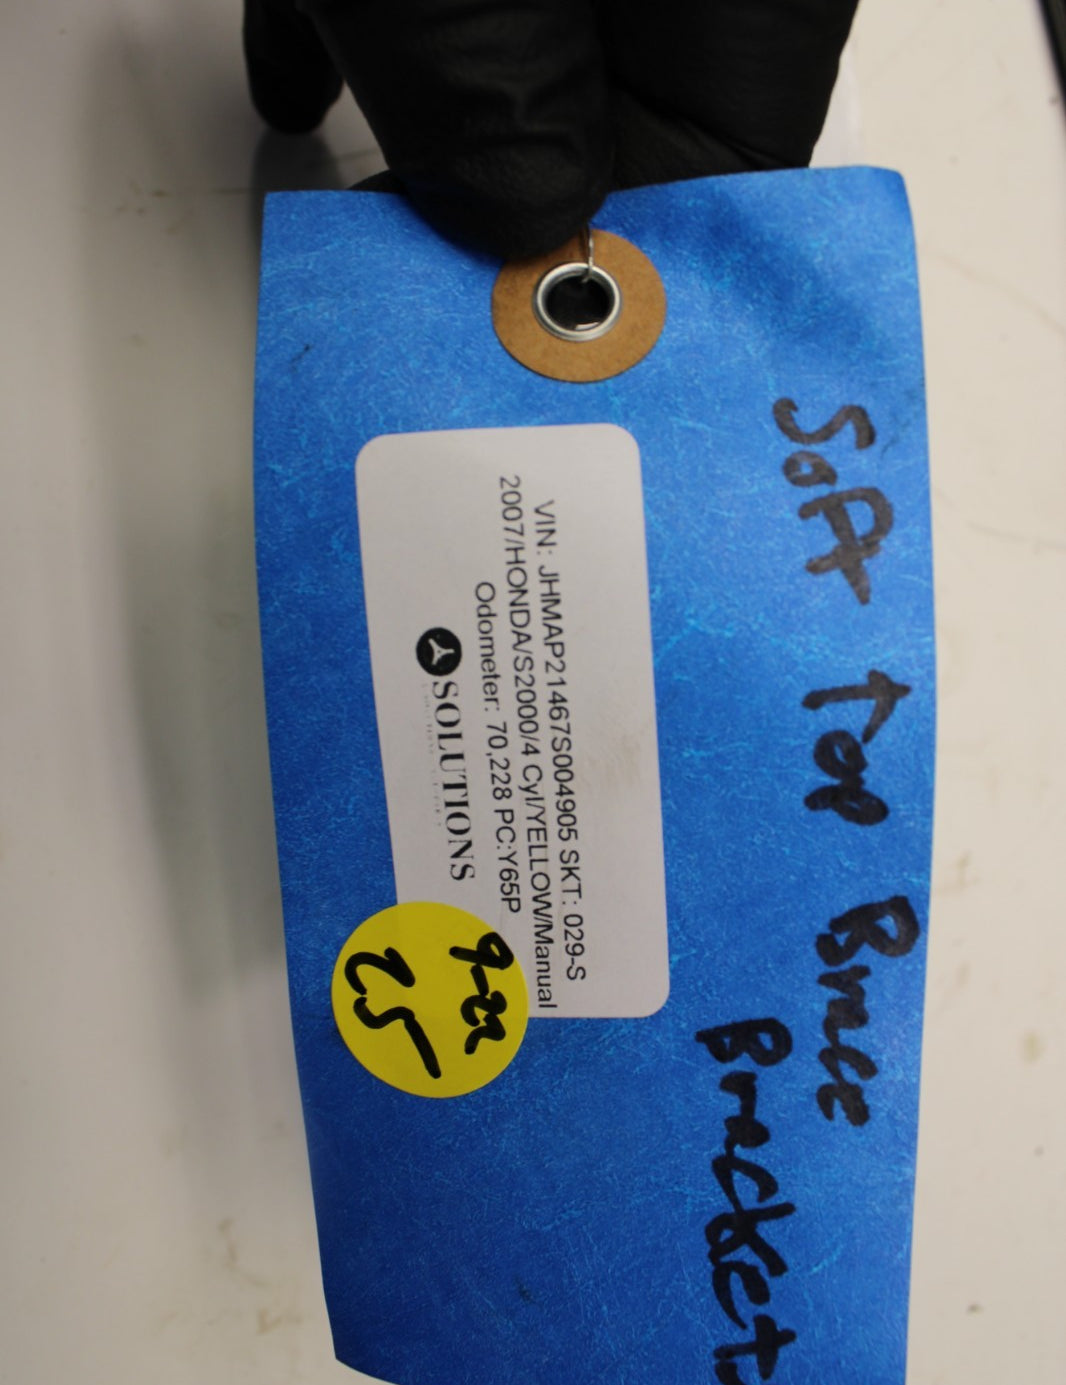 Soft Top Brace
Bracket
VIN: JHMAP21467S004905 SKT: 029-S
2007/HONDA/S2000/4 Cyl/YELLOW/Manual
Odometer: 70,228 PC:Y65P
SOLUTIONS
9-22
25